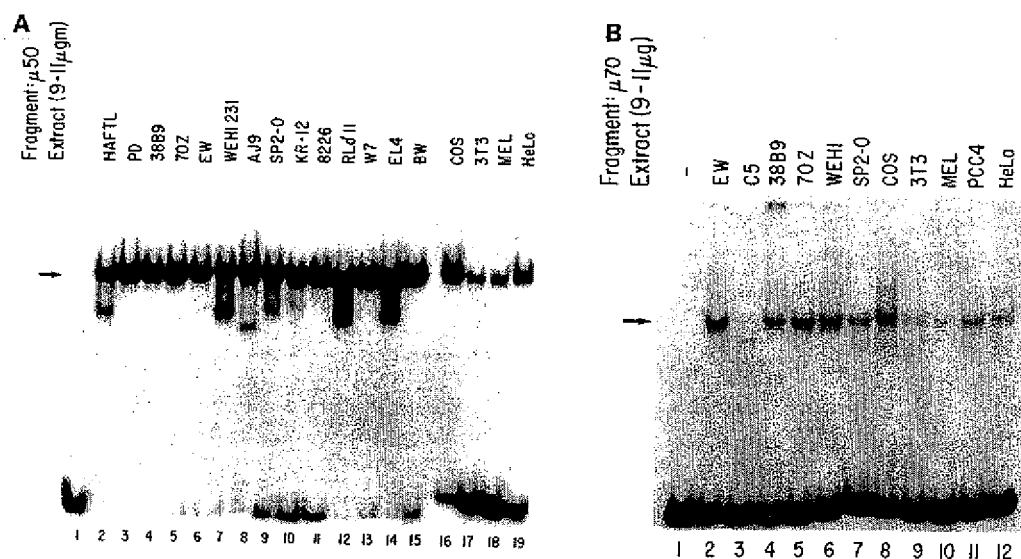 A
Fragment: μ50
Extract (9-11μgm)
HAFTL
PD
38B9
70Z
EW
WEHI 231
AJ9
SP2-0
KR-12
8226
RLd11
W7
EL4
BW
COS
3T3
MEL
HeLa
1 2 3 4 5 6 7 8 9 10 11 12 13 14 15 16 17 18 19
B
Fragment: μ70
Extract (9-11μg)
-
EW
C5
38B9
70Z
WEHI
SP2-0
COS
3T3
MEL
PCC4
HeLa
1 2 3 4 5 6 7 8 9 10 11 12